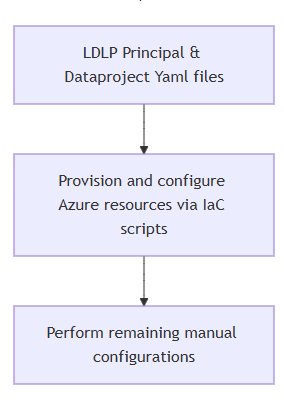 LDLP Principal &
Dataproject Yaml files
Provision and configure
Azure resources via IaC
scripts
Perform remaining manual
configurations